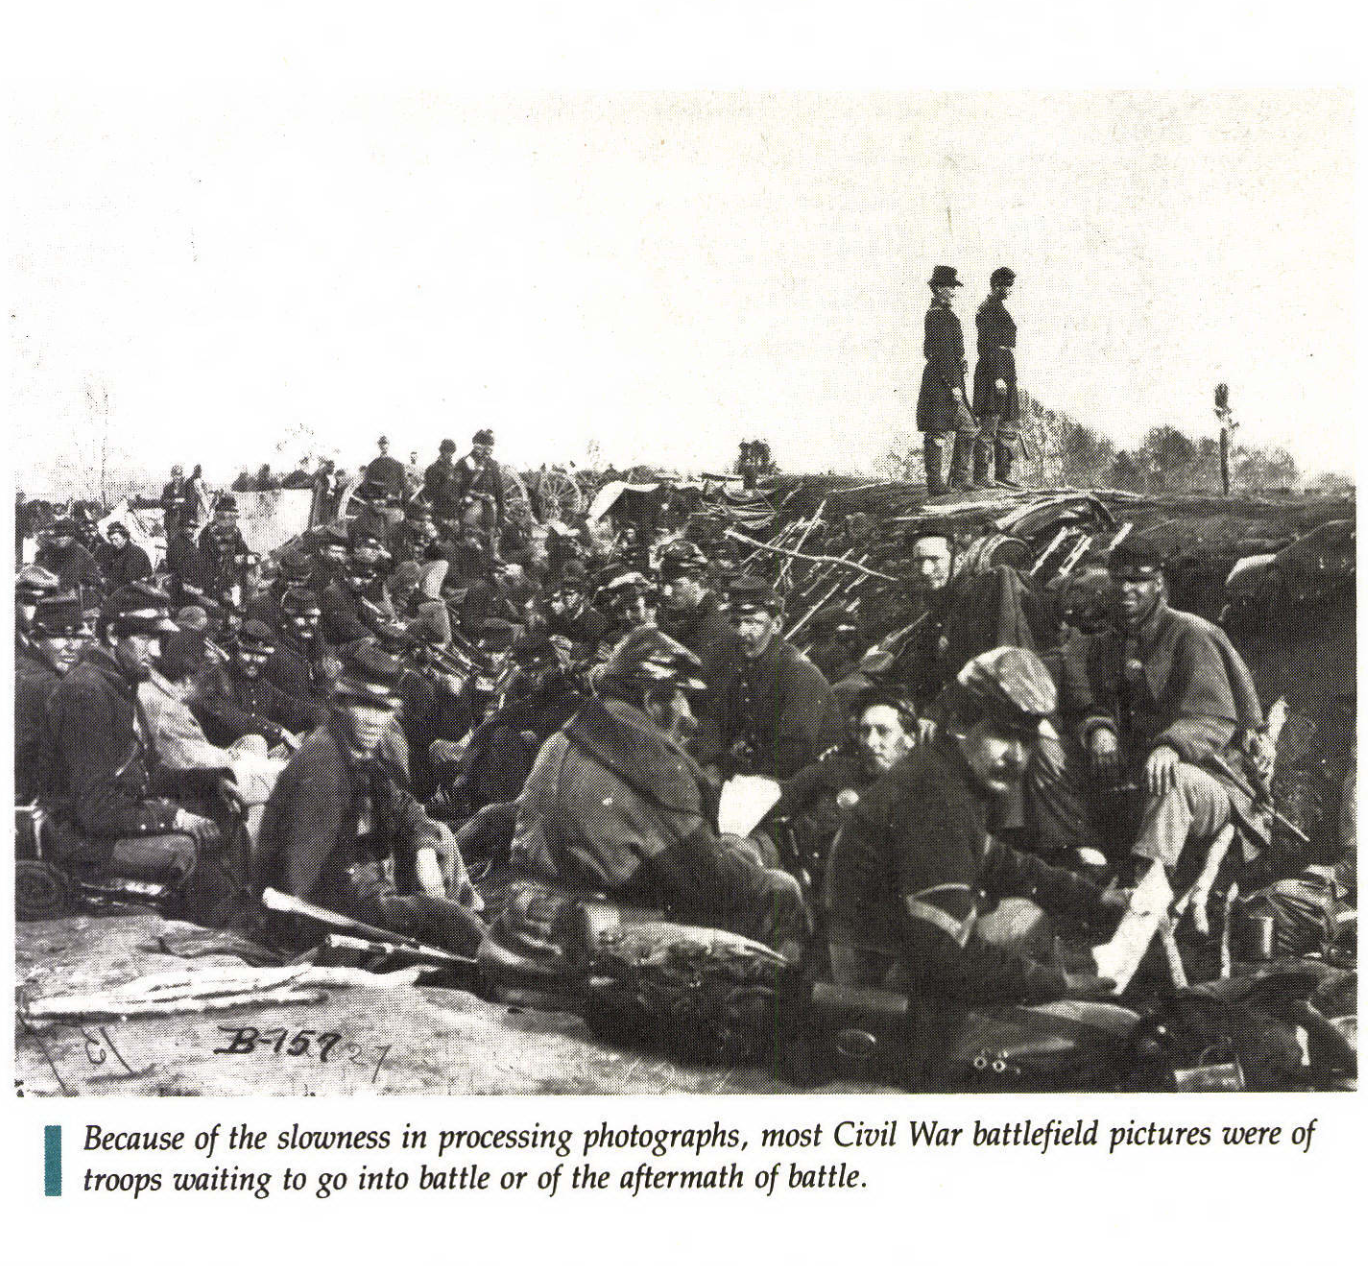 B-157
27
Because of the slowness in processing photographs, most Civil War battlefield pictures were of
troops waiting to go into battle or of the aftermath of battle.